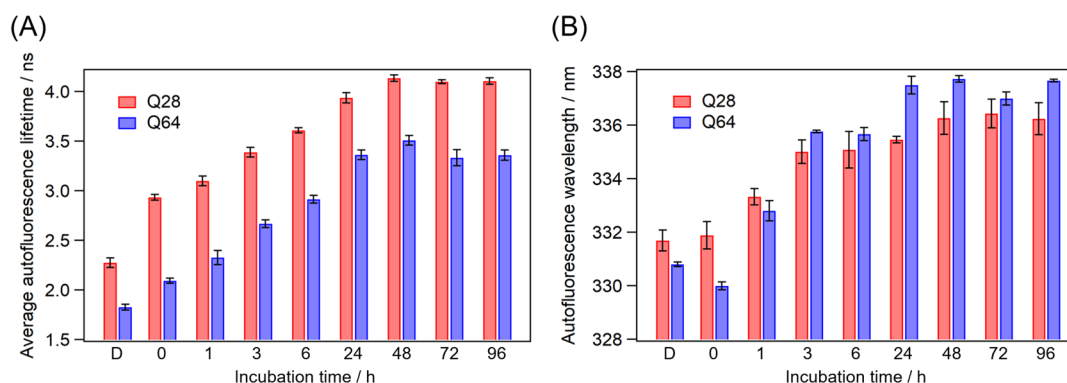 (A)
Average autofluorescence lifetime / ns
4.0
3.5
3.0
2.5
2.0
1.5
Q28
Q64
D 0 1 3 6 24 48 72 96
Incubation time / h
(B)
Autofluorescence wavelength / nm
338
336
334
332
330
328
Q28
Q64
D 0 1 3 6 24 48 72 96
Incubation time / h